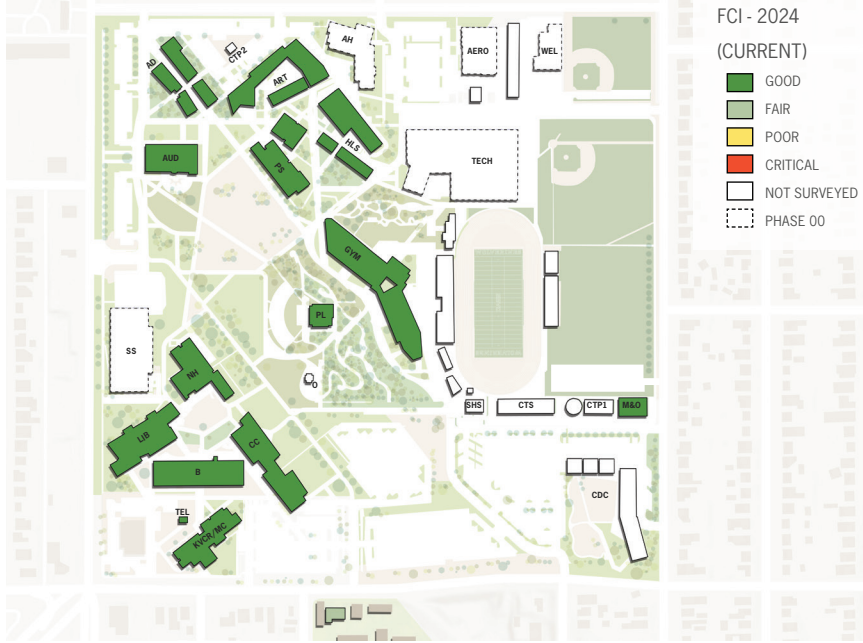 FCI - 2024
(CURRENT)
GOOD
FAIR
POOR
CRITICAL
NOT SURVEYED
PHASE 00
AH
CTP2
AERO
WEL
AD
ART
HLS
AUD
PS
TECH
GYM
PL
SS
NH
O
SHS
CTS
CTP1
M&O
LIB
CC
B
CDC
TEL
KVCR/MC